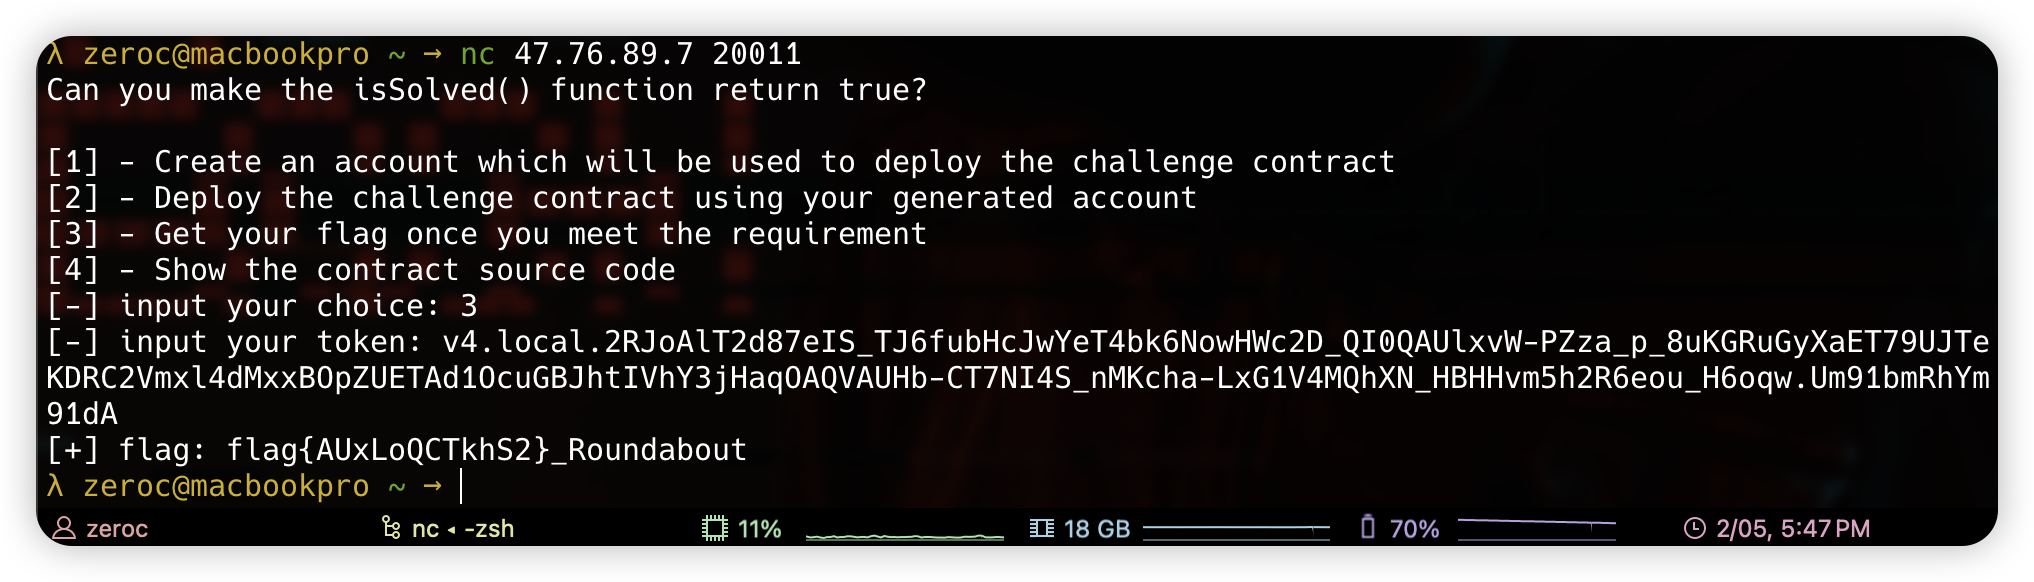 λ zeroc@macbookpro ~ → nc 47.76.89.7 20011
Can you make the isSolved() function return true?
[1] - Create an account which will be used to deploy the challenge contract
[2] - Deploy the challenge contract using your generated account
[3] - Get your flag once you meet the requirement
[4] - Show the contract source code
[-] input your choice: 3
[-] input your token: v4.local.2RJoAlT2d87eIS_TJ6fubHcJwYeT4bk6NowHWc2D_QI0QAUlxvW-PZza_p_8uKGRuGyXaET79UJTe
KDRC2Vmxl4dMxxBOpZUETAd1OcuGBJhtIVhY3jHaqOAQVAUHb-CT7NI4S_nMKcha-LxG1V4MQhXN_HBHHvm5h2R6eou_H6oqw.Um91bmRhYm
91dA
[+] flag: flag{AUxLoQCTkhS2}_Roundabout
λ zeroc@macbookpro ~ →
zeroc nc ◂ -zsh 11% 18 GB 70% 2/05, 5:47 PM